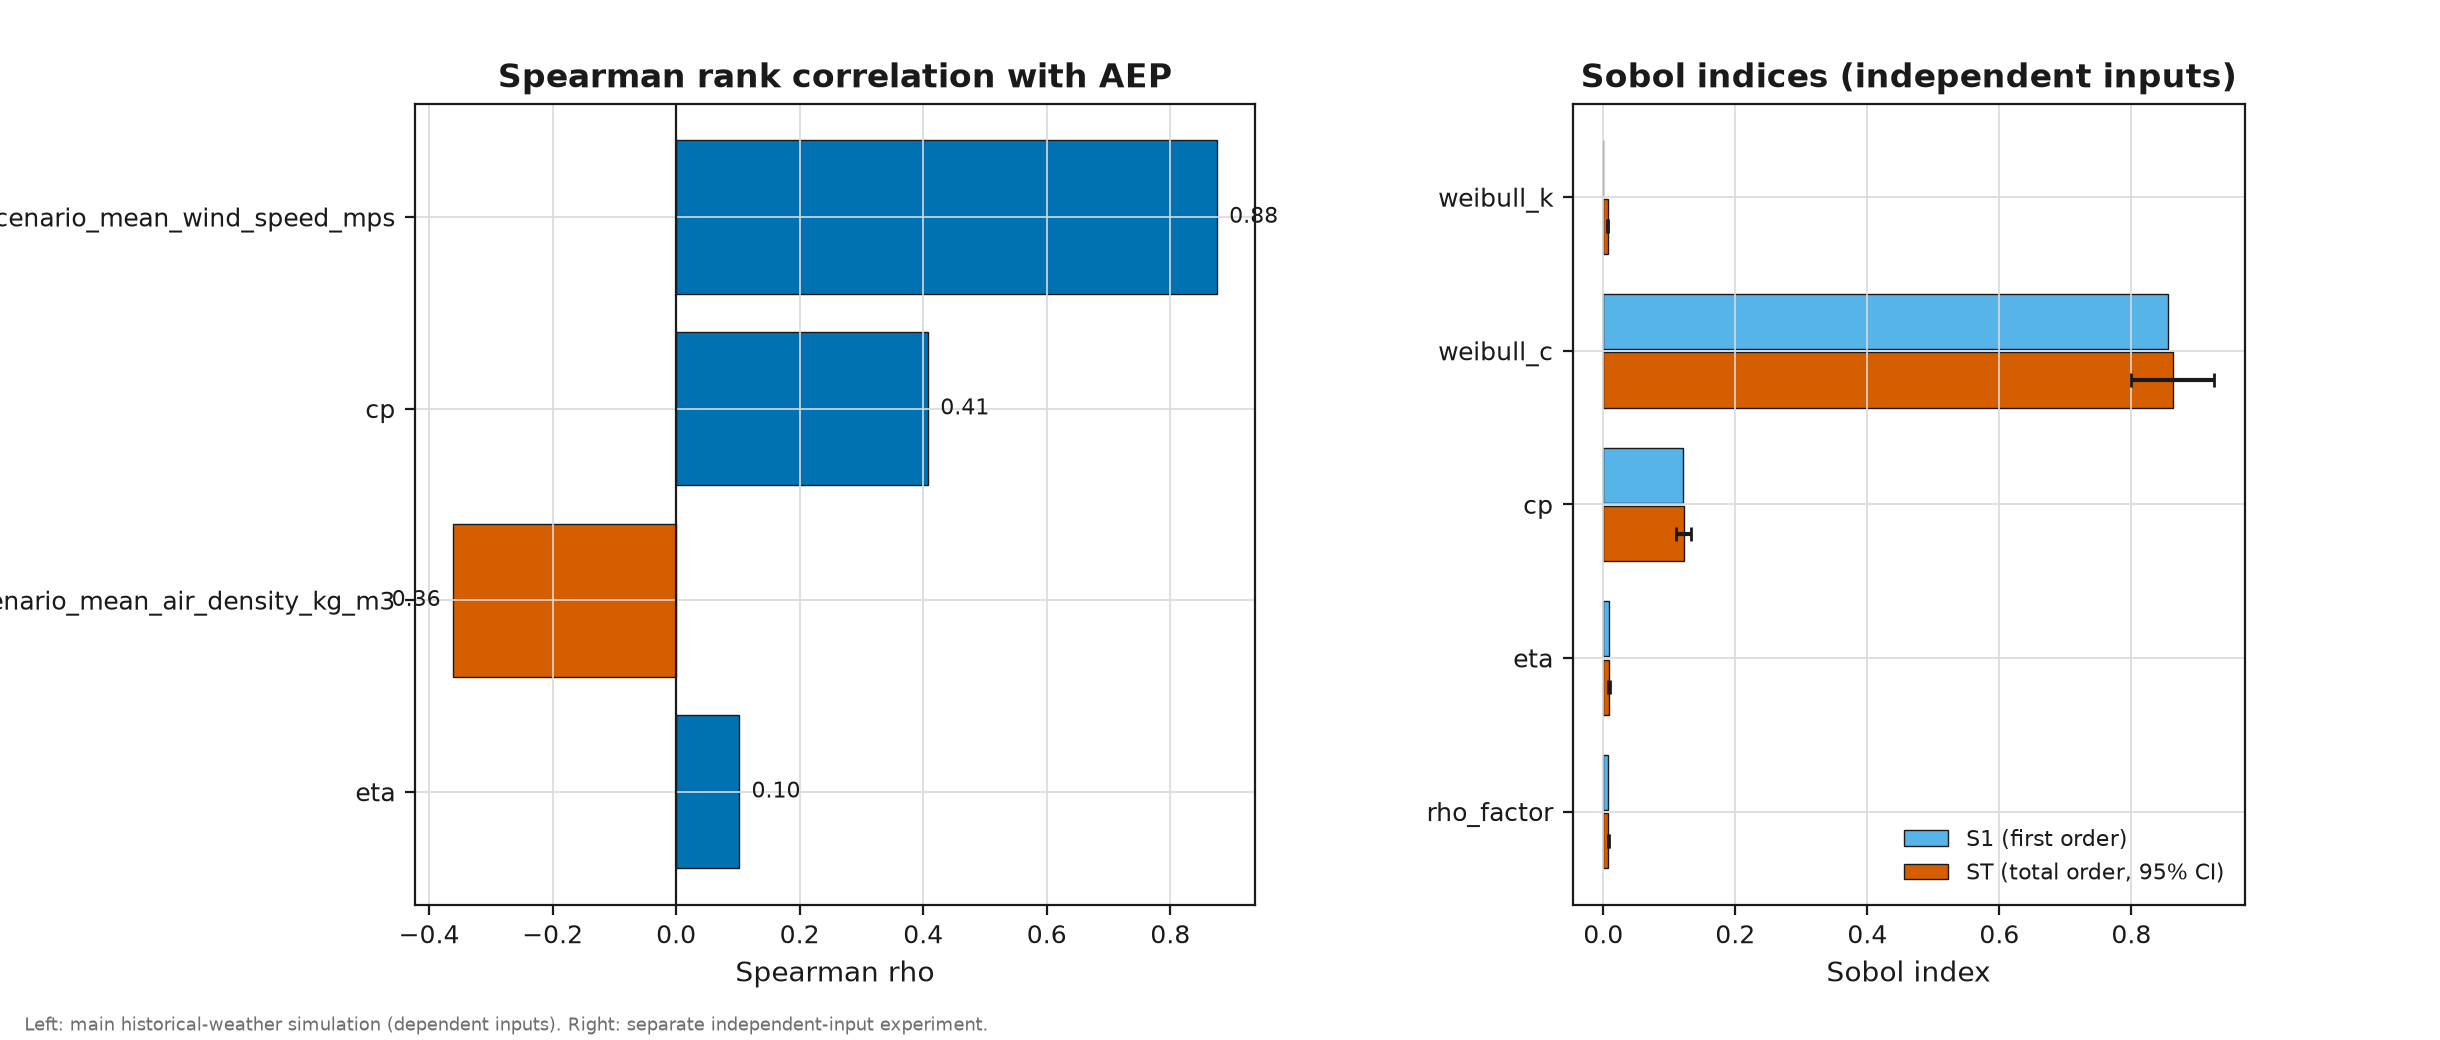 Spearman rank correlation with AEP
cenario_mean_wind_speed_mps
0.88
cp
0.41
enario_mean_air_density_kg_m3
0.36
eta
0.10
−0.4 −0.2 0.0 0.2 0.4 0.6 0.8
Spearman rho
Sobol indices (independent inputs)
weibull_k
weibull_c
cp
eta
rho_factor
S1 (first order)
ST (total order, 95% CI)
0.0 0.2 0.4 0.6 0.8
Sobol index
Left: main historical-weather simulation (dependent inputs). Right: separate independent-input experiment.